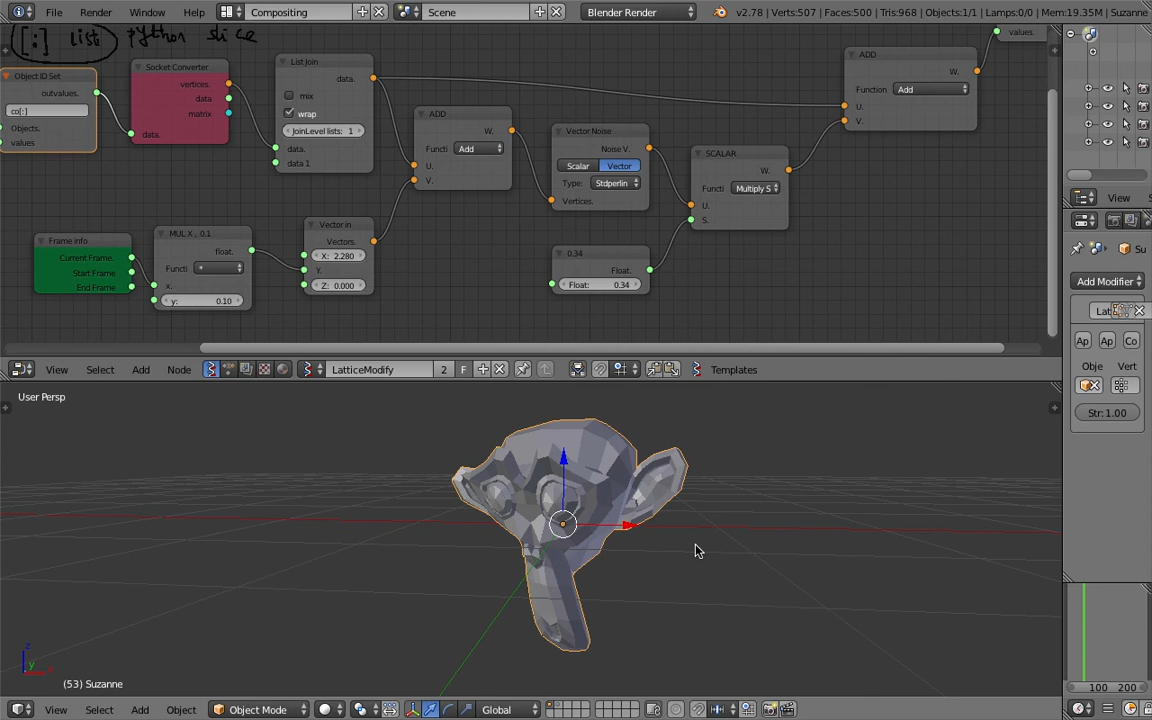 File Render Window Help Compositing Scene Blender Render v2.78 | Verts:507 | Faces:500 | Tris:968 | Objects:1/1 | Lamps:0/0 | Mem:19.35M | Suzanne
[:] list) python slice
values.
Object ID Set
outvalues.
co[:]
Objects.
values
Socket Converter
vertices.
data
matrix
data.
List Join
data.
mix
wrap
JoinLevel lists: 1
data.
data 1
ADD
W.
Functi Add
U.
V.
Vector Noise
Noise V.
Scalar Vector
Type: Stdperlin
Vertices.
SCALAR
W.
Functi Multiply S
U.
S.
ADD
W.
Function Add
U.
V.
Frame info
Current Frame.
Start Frame
End Frame
MUL X , 0.1
float.
Functi *
x.
y: 0.10
Vector in
Vectors.
X: 2.280
Y.
Z: 0.000
0.34
Float.
Float: 0.34
View
Add Modifier
Ap Ap Co
Obje Vert
Str: 1.00
View Select Add Node LatticeModify 2 F Templates
User Persp
z
y
(53) Suzanne
100 200
View Select Add Object Object Mode Global